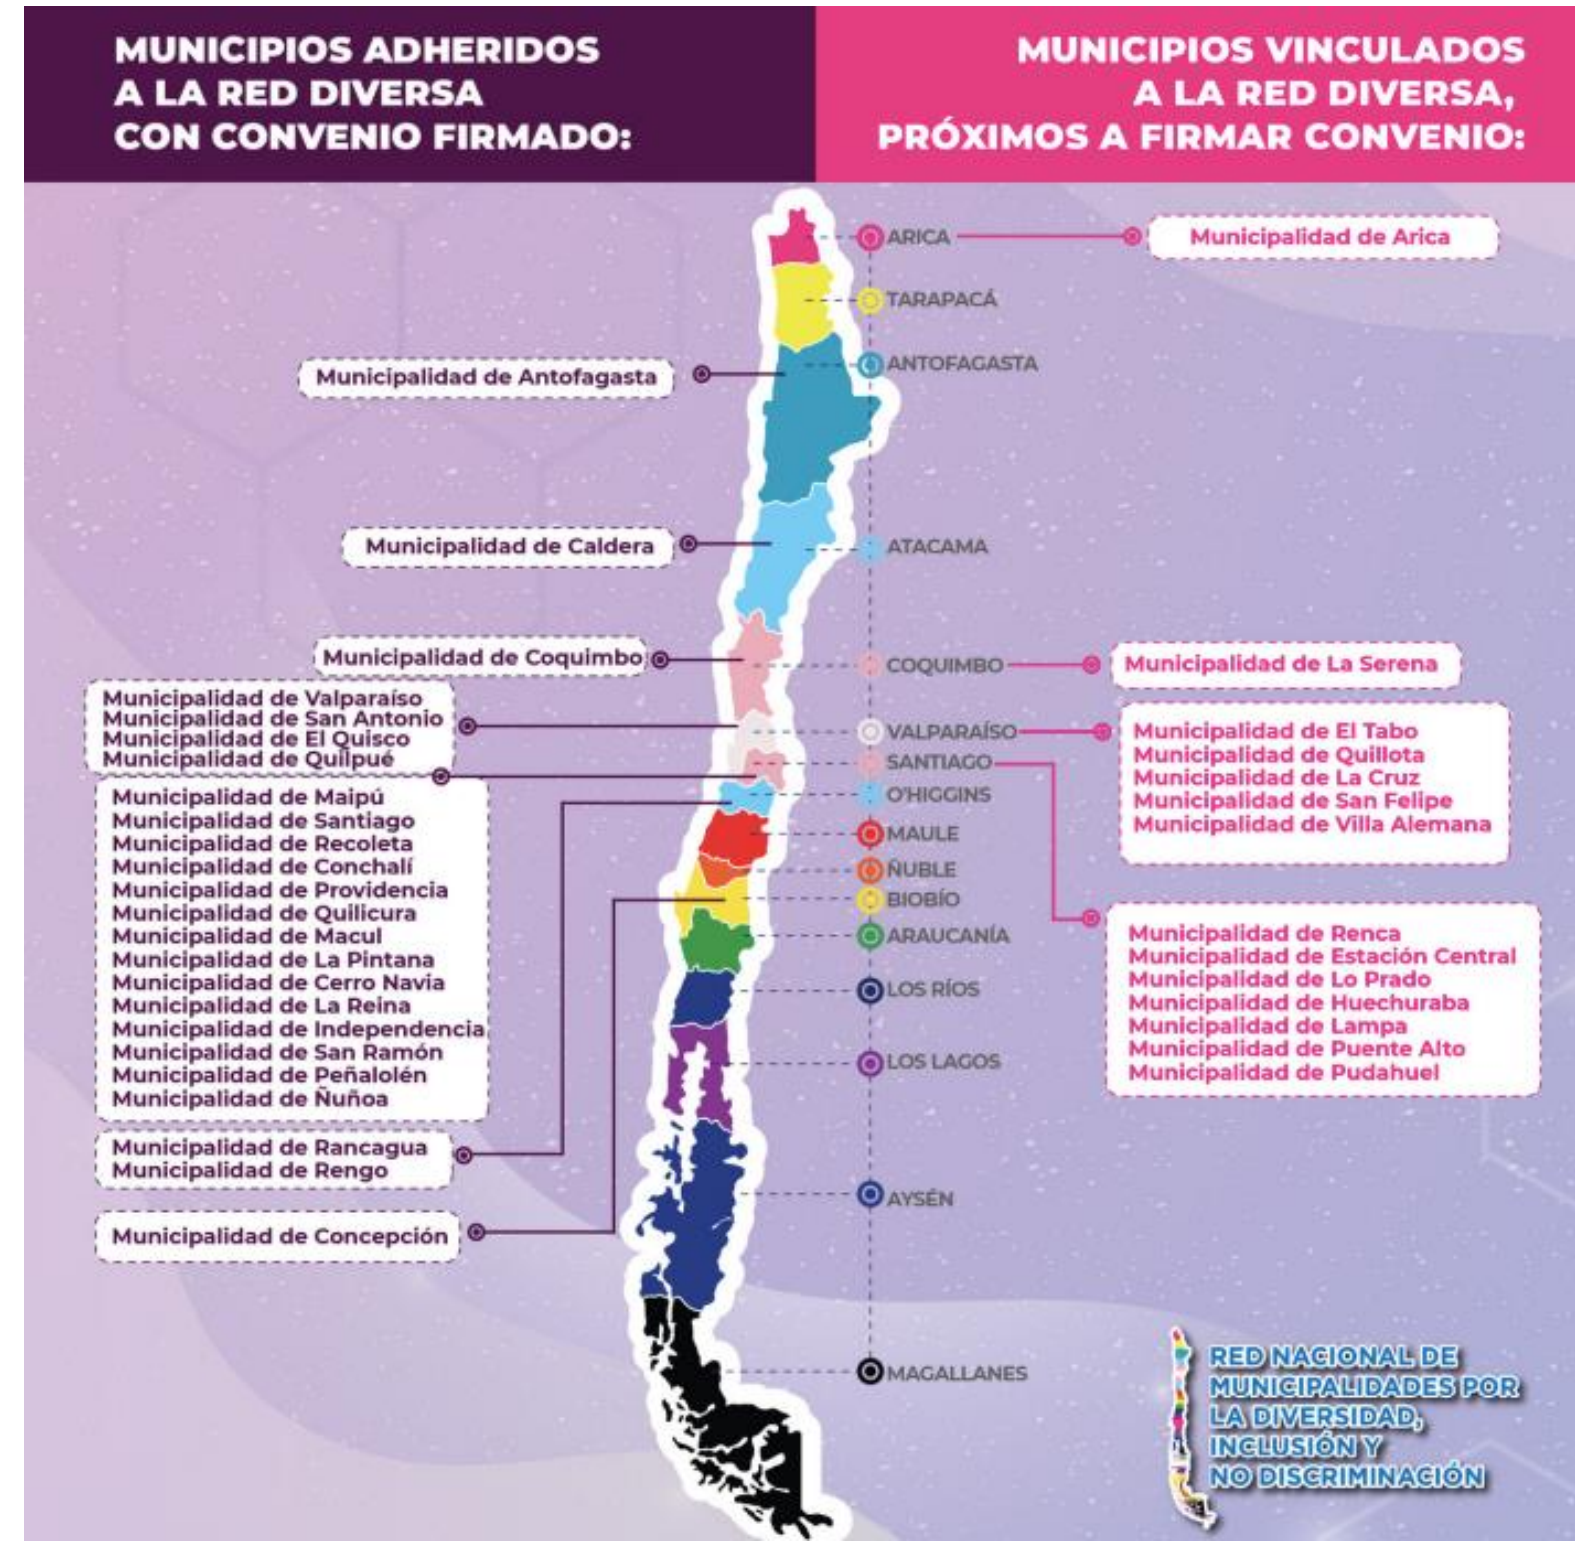 MUNICIPIOS ADHERIDOS
A LA RED DIVERSA
CON CONVENIO FIRMADO:
MUNICIPIOS VINCULADOS
A LA RED DIVERSA,
PRÓXIMOS A FIRMAR CONVENIO:
Municipalidad de Antofagasta
Municipalidad de Caldera
Municipalidad de Coquimbo
Municipalidad de Valparaíso
Municipalidad de San Antonio
Municipalidad de El Quisco
Municipalidad de Quilpué
Municipalidad de Maipú
Municipalidad de Santiago
Municipalidad de Recoleta
Municipalidad de Conchalí
Municipalidad de Providencia
Municipalidad de Quilicura
Municipalidad de Macul
Municipalidad de La Pintana
Municipalidad de Cerro Navia
Municipalidad de La Reina
Municipalidad de Independencia
Municipalidad de San Ramón
Municipalidad de Peñalolén
Municipalidad de Ñuñoa
Municipalidad de Rancagua
Municipalidad de Rengo
Municipalidad de Concepción
ARICA
TARAPACÁ
ANTOFAGASTA
ATACAMA
COQUIMBO
VALPARAÍSO
SANTIAGO
O'HIGGINS
MAULE
ÑUBLE
BIOBÍO
ARAUCANÍA
LOS RÍOS
LOS LAGOS
AYSÉN
MAGALLANES
Municipalidad de Arica
Municipalidad de La Serena
Municipalidad de El Tabo
Municipalidad de Quillota
Municipalidad de La Cruz
Municipalidad de San Felipe
Municipalidad de Villa Alemana
Municipalidad de Renca
Municipalidad de Estación Central
Municipalidad de Lo Prado
Municipalidad de Huechuraba
Municipalidad de Lampa
Municipalidad de Puente Alto
Municipalidad de Pudahuel
RED NACIONAL DE
MUNICIPALIDADES POR
LA DIVERSIDAD,
INCLUSIÓN Y
NO DISCRIMINACIÓN